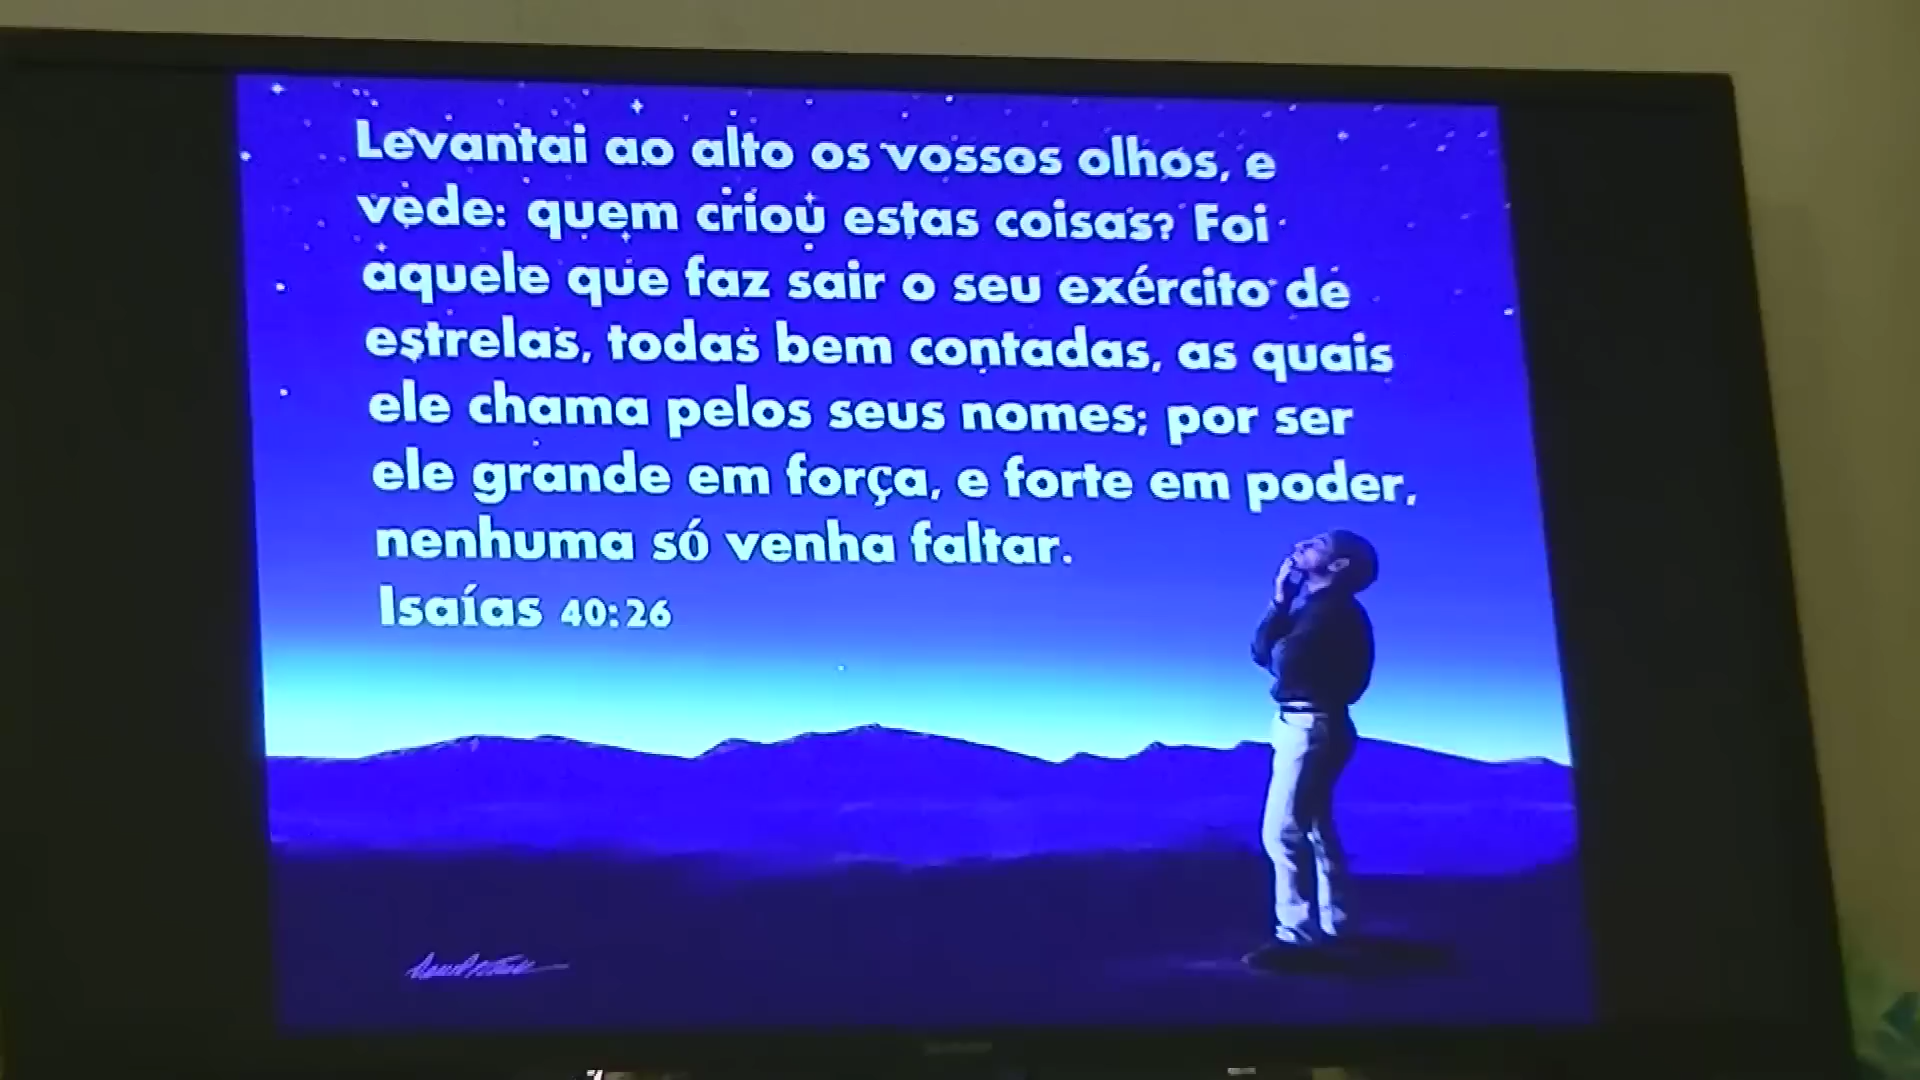 Levantai ao alto os vossos olhos, e
vede: quem criou estas coisas? Foi
aquele que faz sair o seu exército de
estrelas, todas bem contadas, as quais
ele chama pelos seus nomes; por ser
ele grande em força, e forte em poder,
nenhuma só venha faltar.
Isaías 40:26